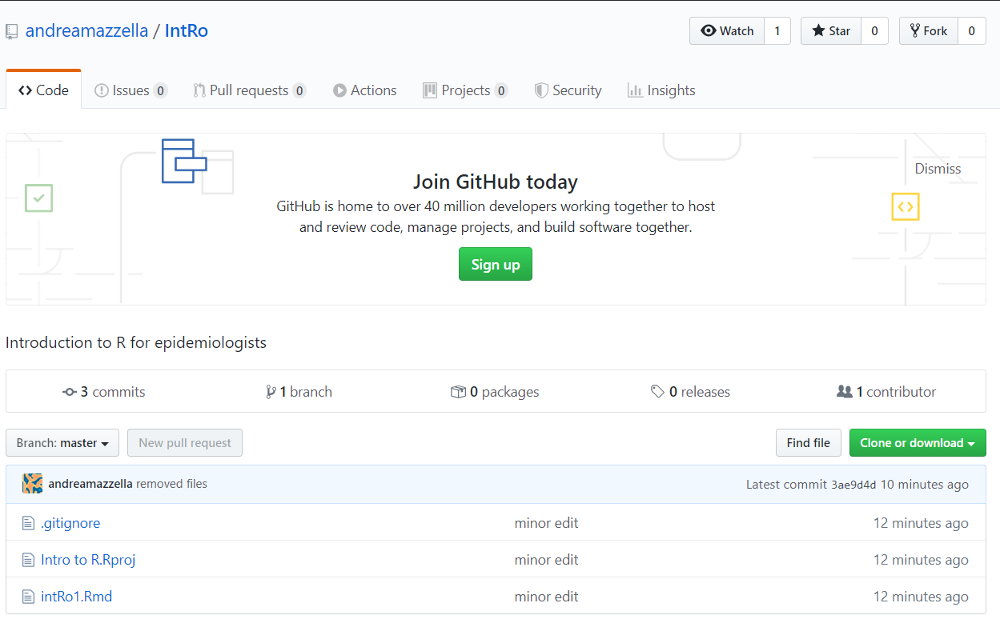 andreamazzella / IntRo
Watch 1 Star 0 Fork 0
Code Issues 0 Pull requests 0 Actions Projects 0 Security Insights
Dismiss
Join GitHub today
GitHub is home to over 40 million developers working together to host
and review code, manage projects, and build software together.
Sign up
Introduction to R for epidemiologists
3 commits 1 branch 0 packages 0 releases 1 contributor
Branch: master New pull request Find file Clone or download
andreamazzella removed files Latest commit 3ae9d4d 10 minutes ago
.gitignore minor edit 12 minutes ago
Intro to R.Rproj minor edit 12 minutes ago
intRo1.Rmd minor edit 12 minutes ago